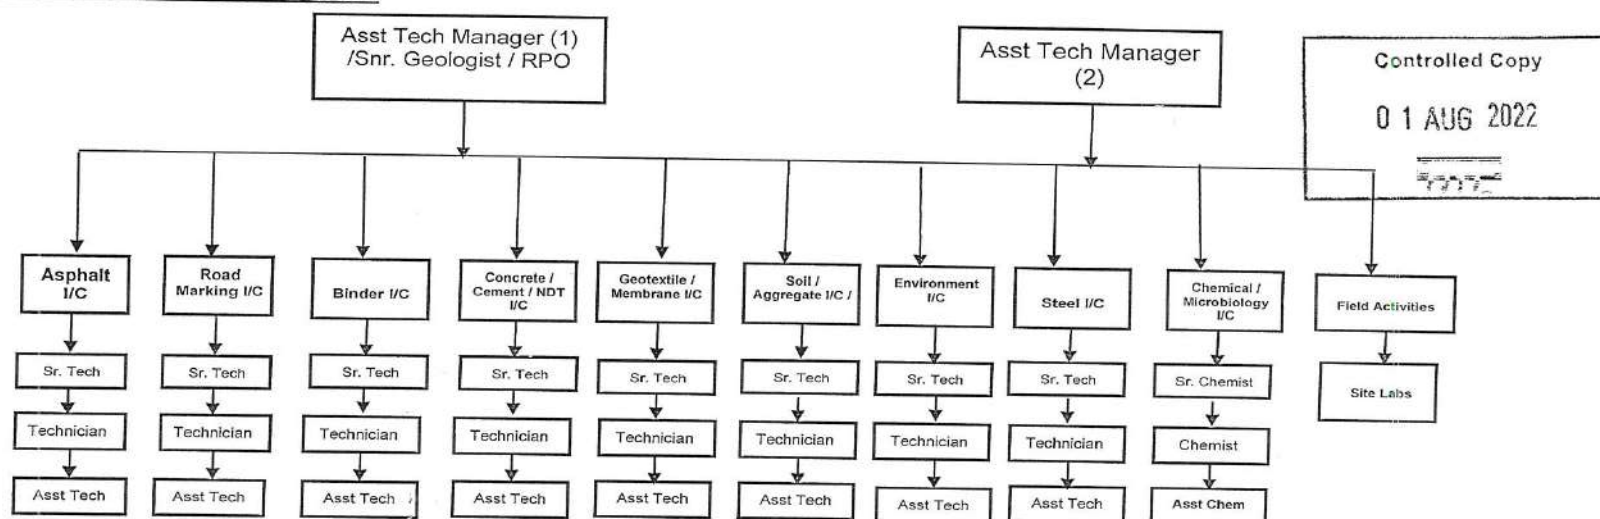 Asst Tech Manager (1)
/Snr. Geologist / RPO
Asst Tech Manager
(2)
Controlled Copy
01 AUG 2022
Asphalt
I/C
Road
Marking I/C
Binder I/C
Concrete /
Cement / NDT
I/C
Geotextile /
Membrane I/C
Soil /
Aggregate I/C /
Environment
I/C
Steel I/C
Chemical /
Microbiology
I/C
Field Activities
Sr. Tech
Sr. Tech
Sr. Tech
Sr. Tech
Sr. Tech
Sr. Tech
Sr. Tech
Sr. Tech
Sr. Chemist
Site Labs
Technician
Technician
Technician
Technician
Technician
Technician
Technician
Technician
Chemist
Asst Tech
Asst Tech
Asst Tech
Asst Tech
Asst Tech
Asst Tech
Asst Tech
Asst Tech
Asst Chem